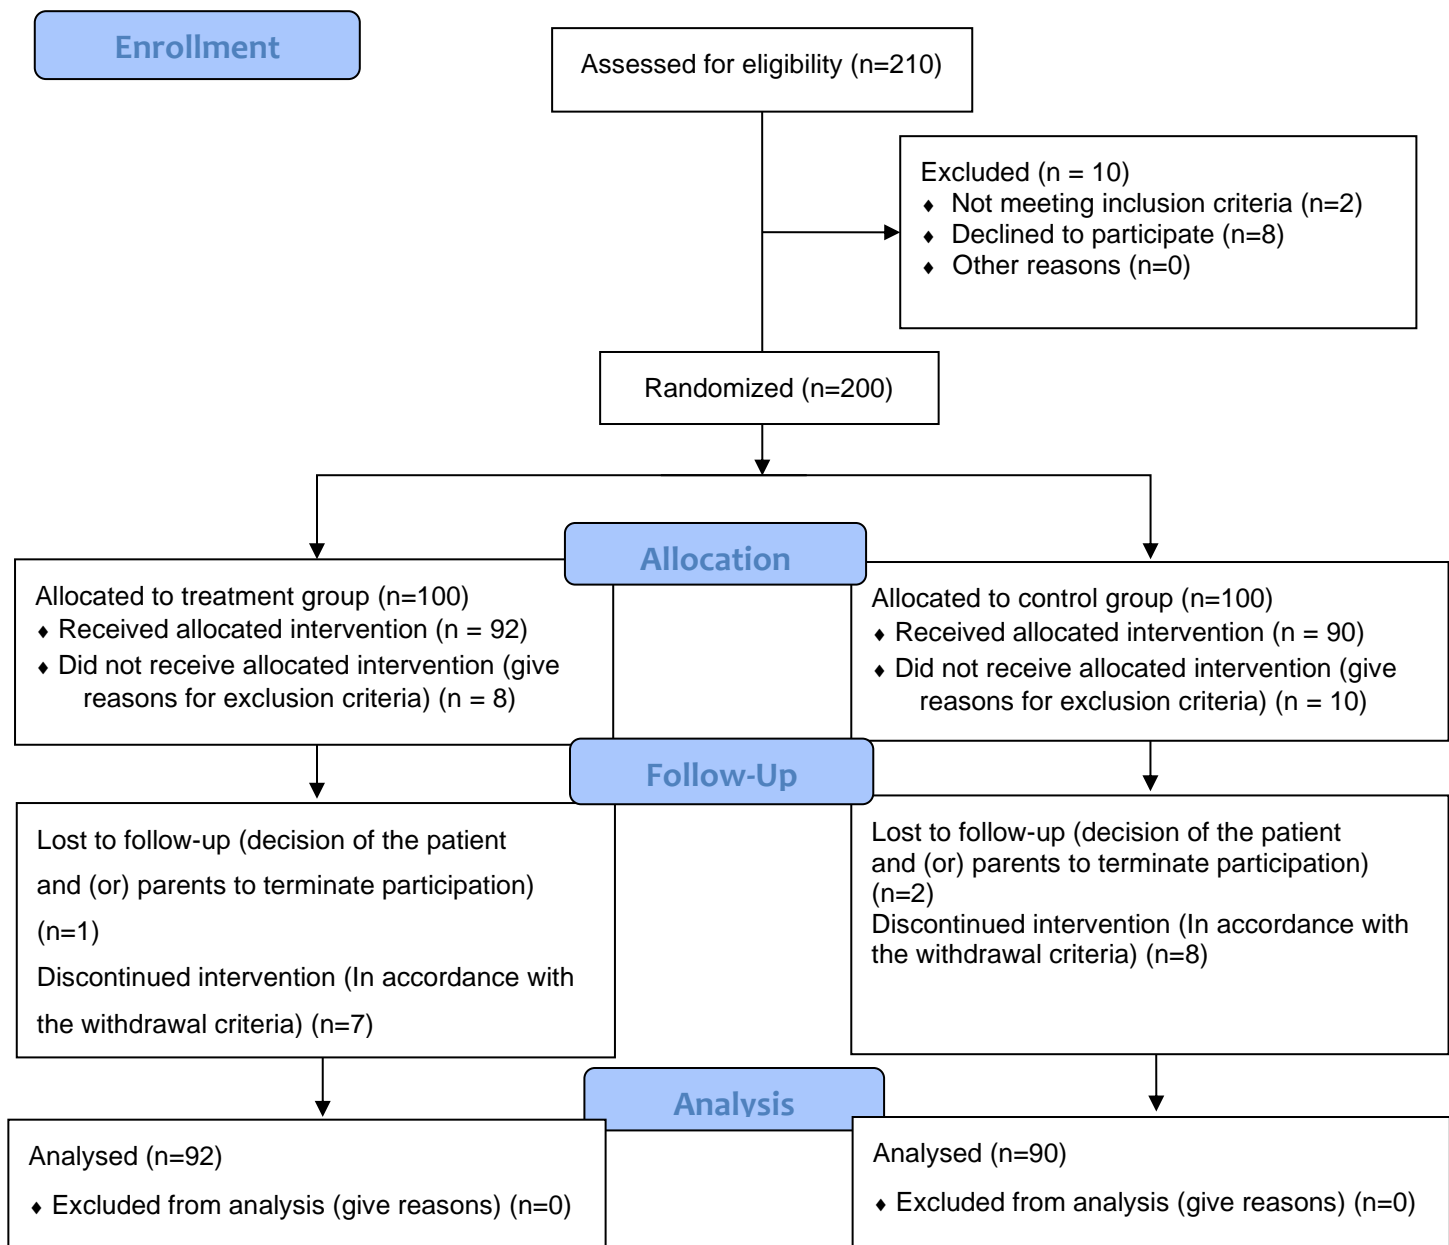 Enrollment
Assessed for eligibility (n=210)
Excluded (n = 10)
♦ Not meeting inclusion criteria (n=2)
♦ Declined to participate (n=8)
♦ Other reasons (n=0)
Randomized (n=200)
Allocation
Allocated to treatment group (n=100)
♦ Received allocated intervention (n = 92)
♦ Did not receive allocated intervention (give
reasons for exclusion criteria) (n = 8)
Allocated to control group (n=100)
♦ Received allocated intervention (n = 90)
♦ Did not receive allocated intervention (give
reasons for exclusion criteria) (n = 10)
Follow-Up
Lost to follow-up (decision of the patient
and (or) parents to terminate participation)
(n=1)
Discontinued intervention (In accordance with
the withdrawal criteria) (n=7)
Lost to follow-up (decision of the patient
and (or) parents to terminate participation)
(n=2)
Discontinued intervention (In accordance with
the withdrawal criteria) (n=8)
Analysis
Analysed (n=92)
♦ Excluded from analysis (give reasons) (n=0)
Analysed (n=90)
♦ Excluded from analysis (give reasons) (n=0)